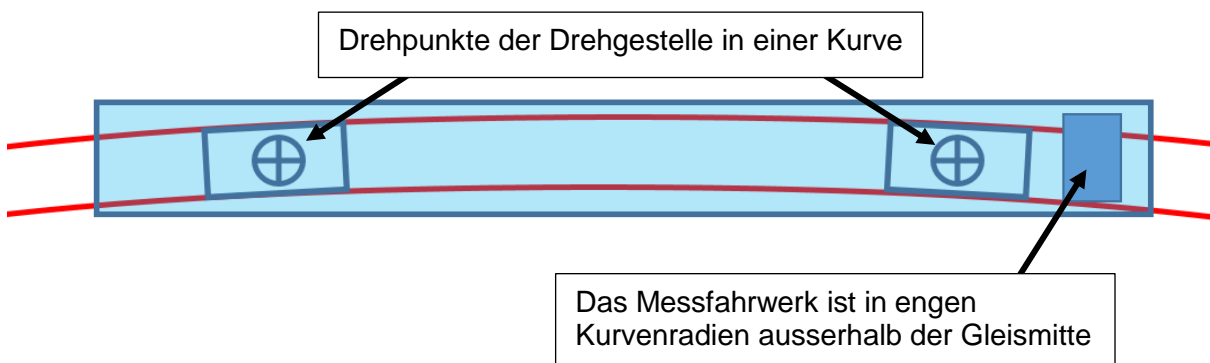 Drehpunkte der Drehgestelle in einer Kurve
Das Messfahrwerk ist in engen
Kurvenradien ausserhalb der Gleismitte